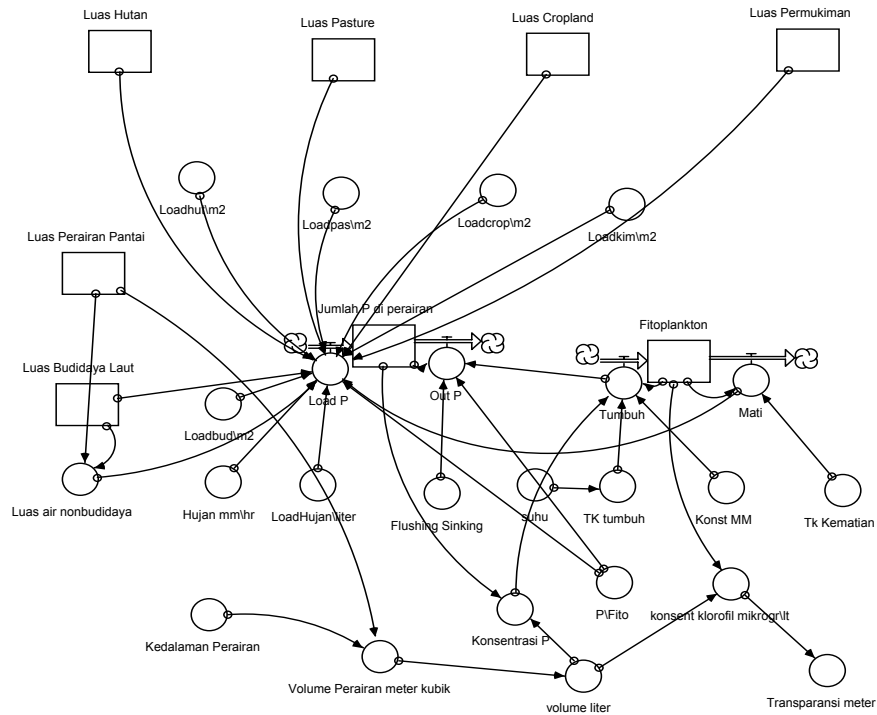 Luas Hutan
Luas Pasture
Luas Cropland
Luas Permukiman
Loadhut\m2
Loadpas\m2
Loadcrop\m2
Loadkim\m2
Luas Perairan Pantai
Jumlah P di perairan
Fitoplankton
Luas Budidaya Laut
Load P
Out P
Tumbuh
Mati
Loadbud\m2
Luas air nonbudidaya
Hujan mm\hr
LoadHujan\liter
Flushing Sinking
suhu
TK tumbuh
Konst MM
Tk Kematian
P\Fito
konsent klorofil mikrogr\lt
Kedalaman Perairan
Konsentrasi P
Volume Perairan meter kubik
volume liter
Transparansi meter